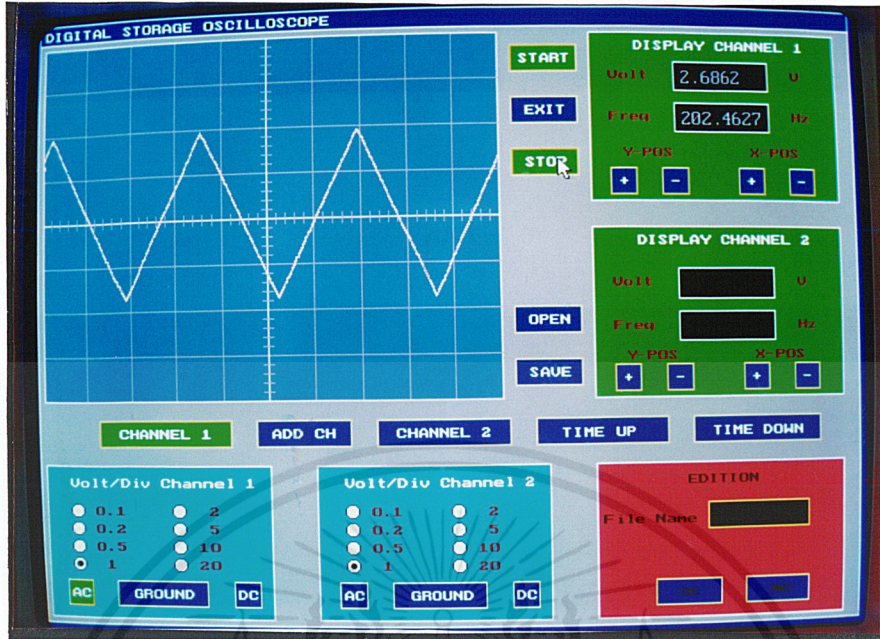 DIGITAL STORAGE OSCILLOSCOPE
START
EXIT
STOP
OPEN
SAVE
DISPLAY CHANNEL 1
Volt 2.6862 V
Freq 202.4627 Hz
Y-POS X-POS
+ - + -
DISPLAY CHANNEL 2
Volt V
Freq Hz
Y-POS X-POS
+ - + -
CHANNEL 1 ADD CH CHANNEL 2 TIME UP TIME DOWN
Volt/Div Channel 1
0.1 2
0.2 5
0.5 10
1 20
AC GROUND DC
Volt/Div Channel 2
0.1 2
0.2 5
0.5 10
1 20
AC GROUND DC
EDITION
File Name